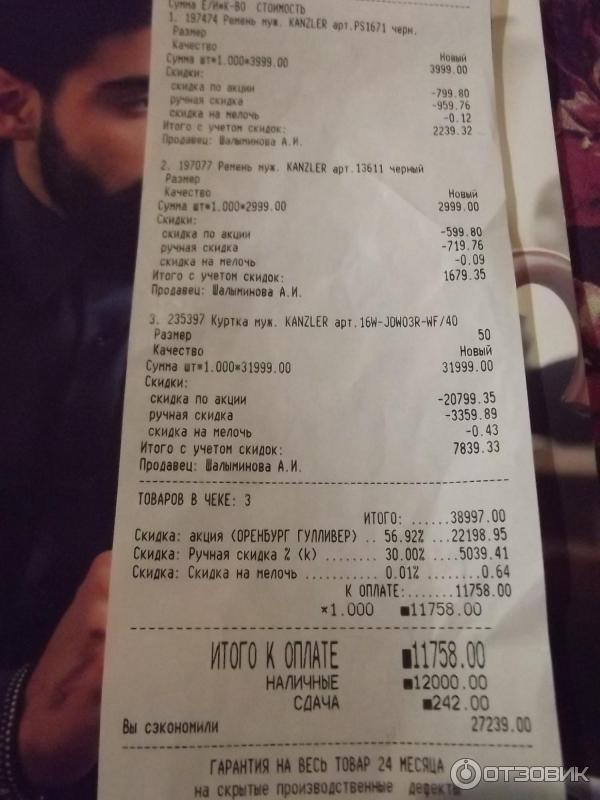 Сумма Е/И*К-ВО СТОИМОСТЬ
1. 197474 Ремень муж. KANZLER арт.PS1671 черн.
Размер
Качество Новый
Сумма шт*1.000*3999.00 3999.00
Скидки:
скидка по акции -799.80
ручная скидка -959.76
скидка на мелочь -0.12
Итого с учетом скидок: 2239.32
Продавец: Шалыминова А.И.
2. 197077 Ремень муж. KANZLER арт.13611 черный
Размер
Качество Новый
Сумма шт*1.000*2999.00 2999.00
Скидки:
скидка по акции -599.80
ручная скидка -719.76
скидка на мелочь -0.09
Итого с учетом скидок: 1679.35
Продавец: Шалыминова А.И.
3. 235397 Куртка муж. KANZLER арт.16W-JDW03R-WF/40
Размер 50
Качество Новый
Сумма шт*1.000*31999.00 31999.00
Скидки:
скидка по акции -20799.35
ручная скидка -3359.89
скидка на мелочь -0.43
Итого с учетом скидок: 7839.33
Продавец: Шалыминова А.И.
ТОВАРОВ В ЧЕКЕ: 3
ИТОГО: ......38997.00
Скидка: акция (ОРЕНБУРГ ГУЛЛИВЕР) .. 56.92% ...22198.95
Скидка: Ручная скидка % (k) ........ 30.00% ....5039.41
Скидка: Скидка на мелочь ........... 0.01% .......0.64
К ОПЛАТЕ:.......11758.00
*1.000 ■11758.00
ИТОГО К ОПЛАТЕ ■11758.00
НАЛИЧНЫЕ ■12000.00
СДАЧА ■242.00
Вы сэкономили 27239.00
ГАРАНТИЯ НА ВЕСЬ ТОВАР 24 МЕСЯЦА
на скрытые производственные дефекты
ОТЗОВИК